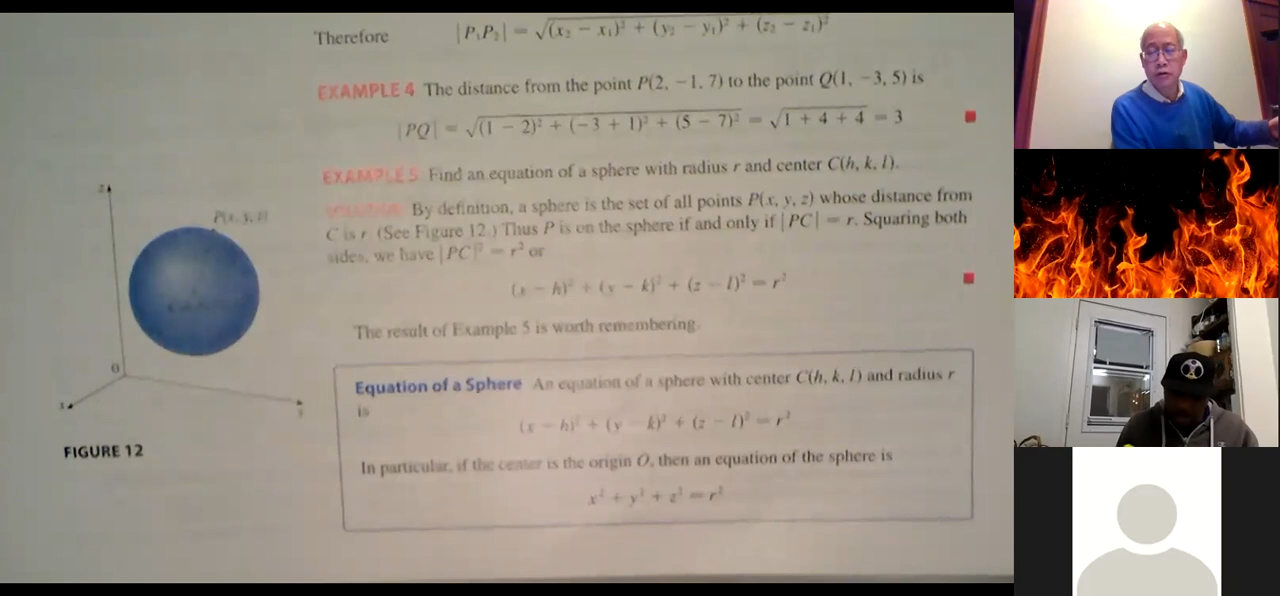 Therefore |P₁P₂| = √(x₂ − x₁)² + (y₂ − y₁)² + (z₂ − z₁)²
EXAMPLE 4 The distance from the point P(2, −1, 7) to the point Q(1, −3, 5) is
|PQ| = √(1 − 2)² + (−3 + 1)² + (5 − 7)² = √1 + 4 + 4 = 3
EXAMPLE 5 Find an equation of a sphere with radius r and center C(h, k, l).
SOLUTION By definition, a sphere is the set of all points P(x, y, z) whose distance from
C is r. (See Figure 12.) Thus P is on the sphere if and only if |PC| = r. Squaring both
sides, we have |PC|² = r² or
(x − h)² + (y − k)² + (z − l)² = r²
The result of Example 5 is worth remembering.
Equation of a Sphere An equation of a sphere with center C(h, k, l) and radius r
is
(x − h)² + (y − k)² + (z − l)² = r²
In particular, if the center is the origin O, then an equation of the sphere is
x² + y² + z² = r²
z
P(x, y, z)
0
x
y
FIGURE 12